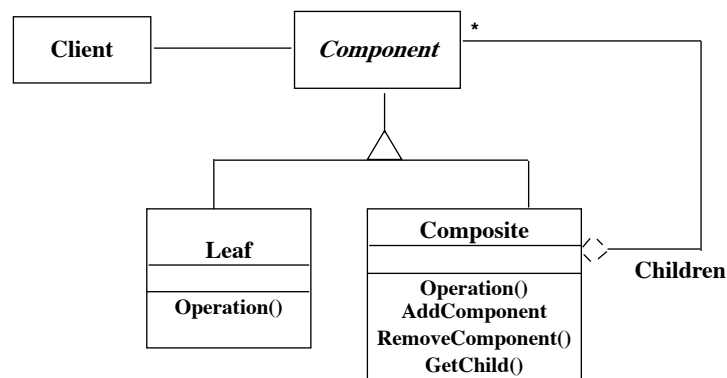 Client
Component
*
Leaf
Operation()
Composite
Operation()
AddComponent
RemoveComponent()
GetChild()
Children